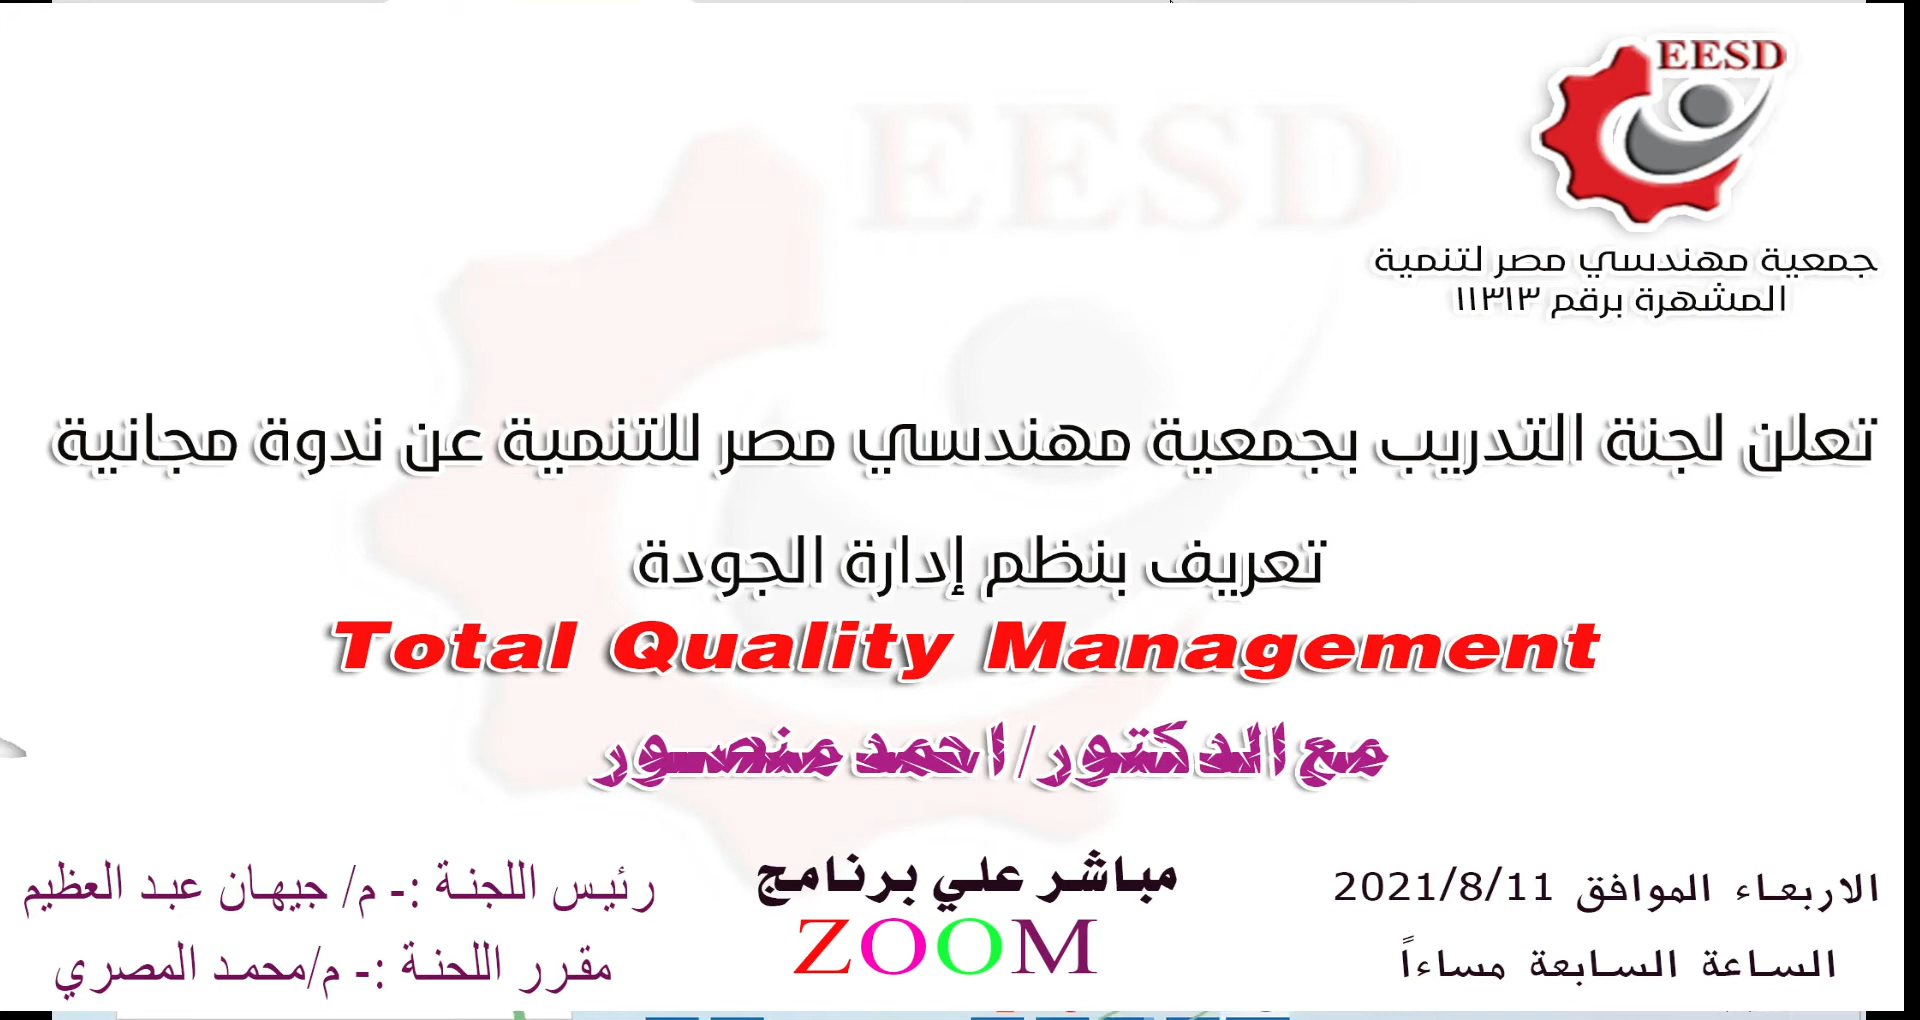 EESD
جمعية مهندسي مصر لتنمية
المشهرة برقم ١١٣١٣
EESD
تعلن لجنة التدريب بجمعية مهندسي مصر للتنمية عن ندوة مجانية
تعريف بنظم إدارة الجودة
Total Quality Management
مع الدكتور/ احمد منصور
الاربعاء الموافق 2021/8/11
الساعة السابعة مساءاً
مباشر علي برنامج
ZOOM
رئيس اللجنة :- م/ جيهان عبد العظيم
مقرر اللحنة :- م/محمد المصري